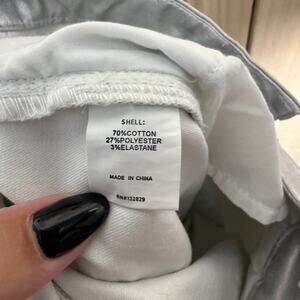 SHELL:
70%COTTON
27%POLYESTER
3%ELASTANE
MADE IN CHINA
RN#132829